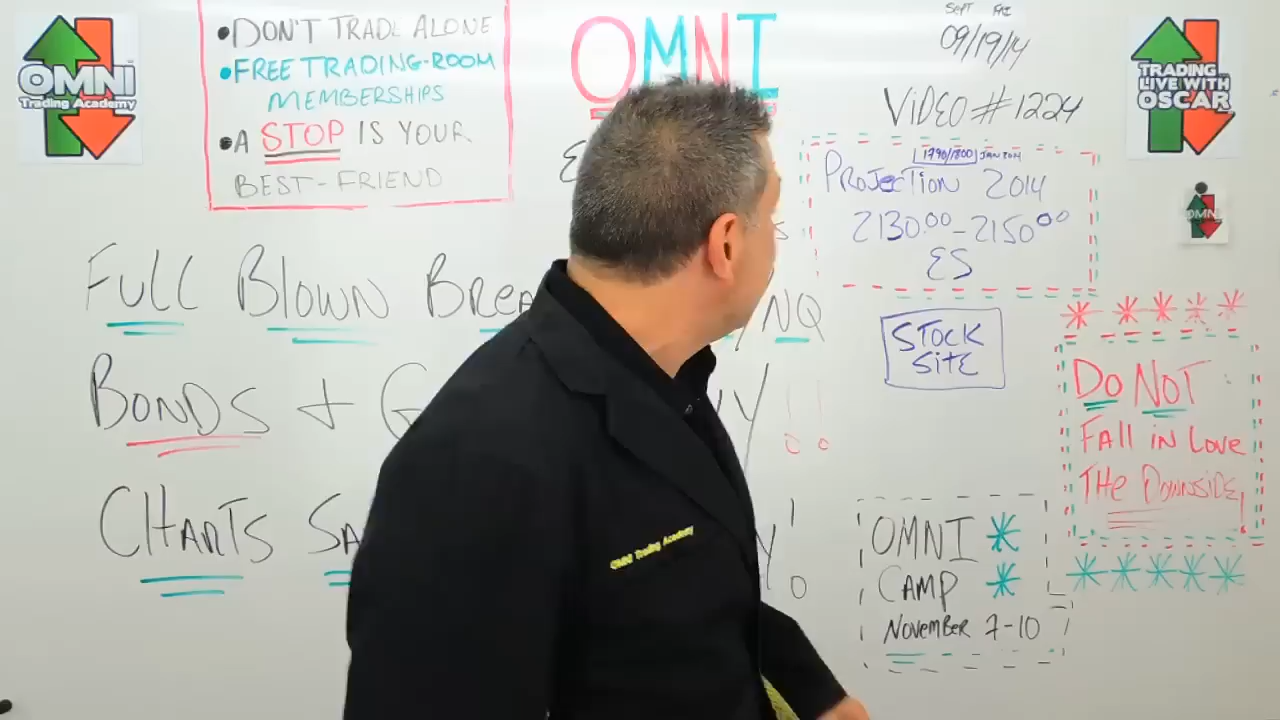 OMNI
Trading Academy
•DON'T TRADE ALONE
•FREE TRADING-ROOM
MEMBERSHIPS
•A STOP IS YOUR
BEST-FRIEND
OMNI
SEPT FRI
09/19/14
VIDEO #1224
TRADING
LIVE WITH
OSCAR
1790/1800 JAN 2014
PROJECTION 2014
2130.00-2150.00
ES
OMNI
FULL BLOWN BREA NQ
STOCK
SITE
BONDS + G !!
DO NOT
FALL IN LOVE
THE DOWNSIDE!
CHARTS SA Y!
OMNI *
CAMP *
NOVEMBER 7-10
OMNI Trading Academy